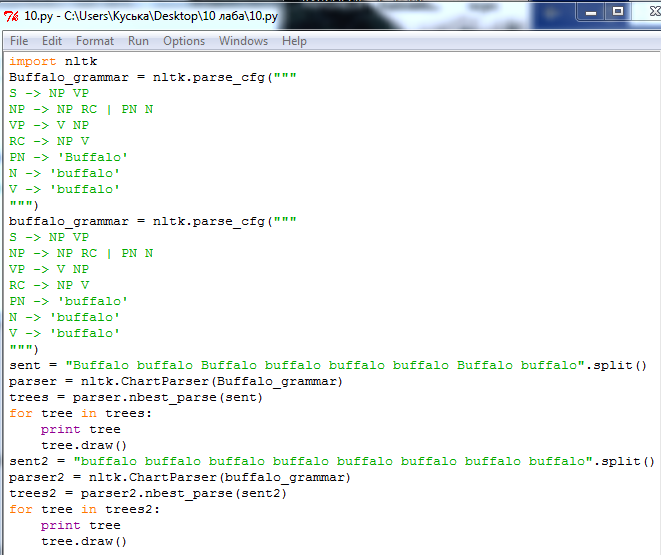 10.py - C:\Users\Куська\Desktop\10 лаба\10.py
File Edit Format Run Options Windows Help
import nltk
Buffalo_grammar = nltk.parse_cfg("""
S -> NP VP
NP -> NP RC | PN N
VP -> V NP
RC -> NP V
PN -> 'Buffalo'
N -> 'buffalo'
V -> 'buffalo'
""")
buffalo_grammar = nltk.parse_cfg("""
S -> NP VP
NP -> NP RC | PN N
VP -> V NP
RC -> NP V
PN -> 'buffalo'
N -> 'buffalo'
V -> 'buffalo'
""")
sent = "Buffalo buffalo Buffalo buffalo buffalo buffalo Buffalo buffalo".split()
parser = nltk.ChartParser(Buffalo_grammar)
trees = parser.nbest_parse(sent)
for tree in trees:
    print tree
    tree.draw()
sent2 = "buffalo buffalo buffalo buffalo buffalo buffalo buffalo buffalo".split()
parser2 = nltk.ChartParser(buffalo_grammar)
trees2 = parser2.nbest_parse(sent2)
for tree in trees2:
    print tree
    tree.draw()